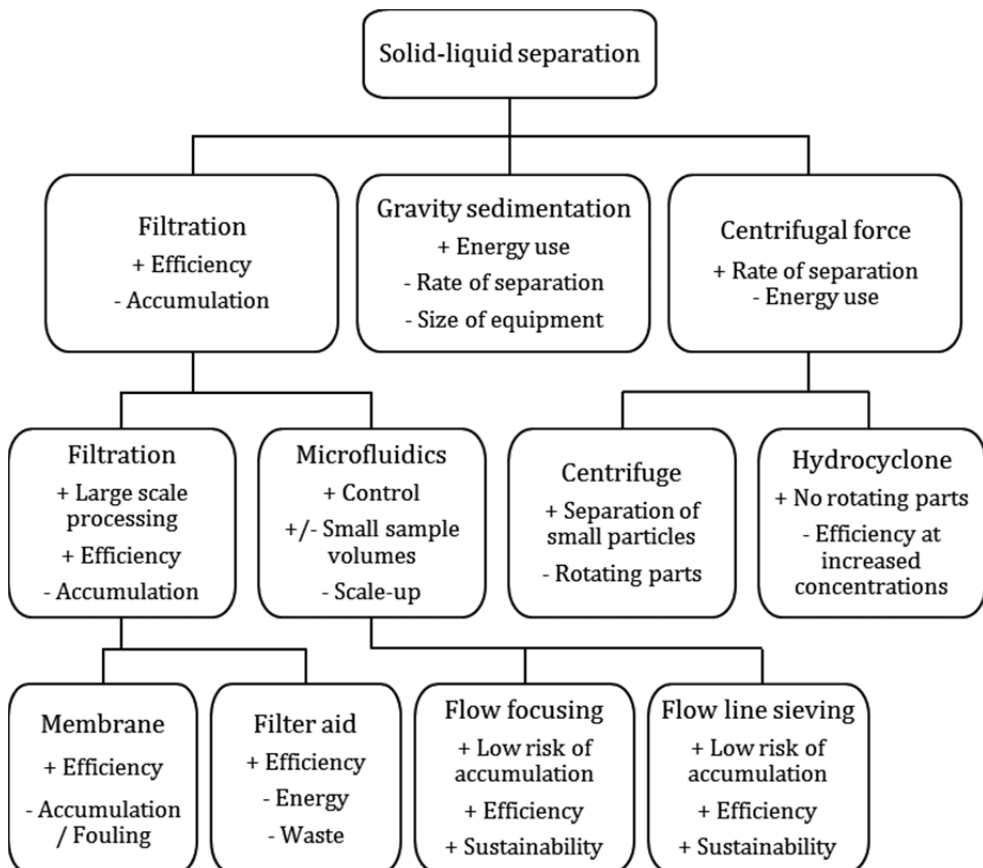 Solid-liquid separation
Filtration
+ Efficiency
- Accumulation
Gravity sedimentation
+ Energy use
- Rate of separation
- Size of equipment
Centrifugal force
+ Rate of separation
- Energy use
Filtration
+ Large scale
processing
+ Efficiency
- Accumulation
Microfluidics
+ Control
+/- Small sample
volumes
- Scale-up
Centrifuge
+ Separation of
small particles
- Rotating parts
Hydrocyclone
+ No rotating parts
- Efficiency at
increased
concentrations
Membrane
+ Efficiency
- Accumulation
/ Fouling
Filter aid
+ Efficiency
- Energy
- Waste
Flow focusing
+ Low risk of
accumulation
+ Efficiency
+ Sustainability
Flow line sieving
+ Low risk of
accumulation
+ Efficiency
+ Sustainability